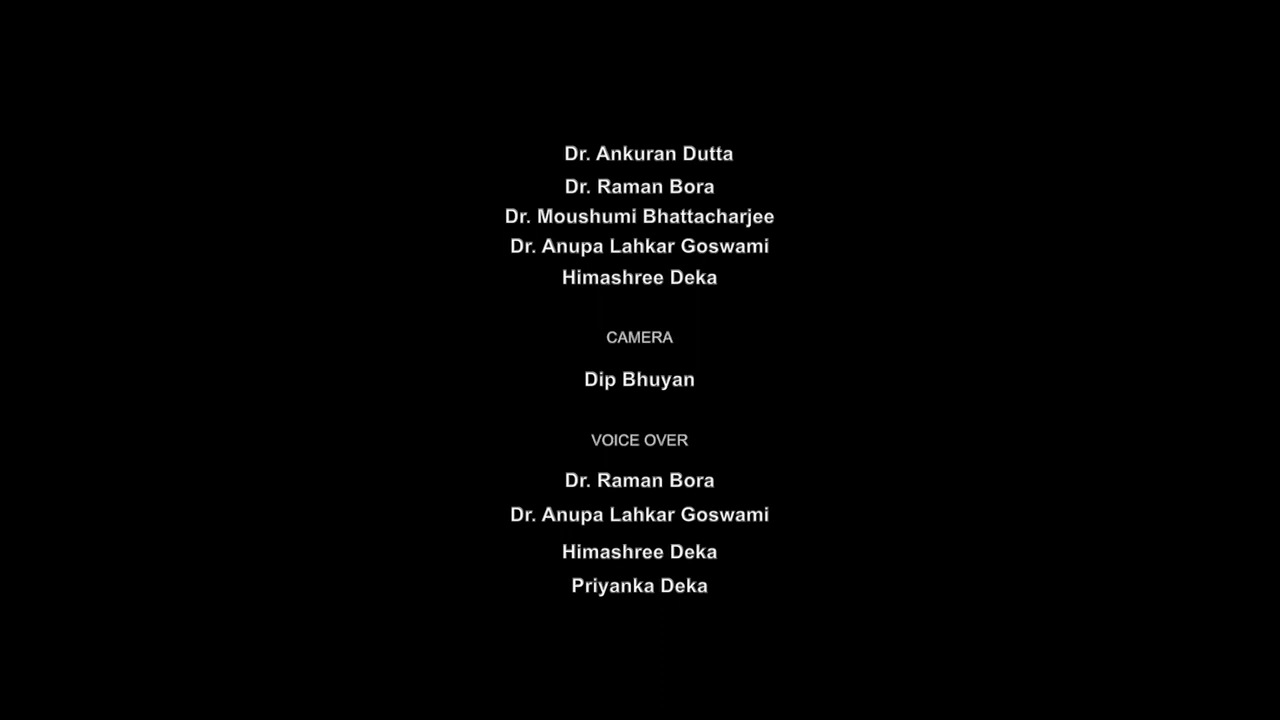 Dr. Ankuran Dutta
Dr. Raman Bora
Dr. Moushumi Bhattacharjee
Dr. Anupa Lahkar Goswami
Himashree Deka
CAMERA
Dip Bhuyan
VOICE OVER
Dr. Raman Bora
Dr. Anupa Lahkar Goswami
Himashree Deka
Priyanka Deka